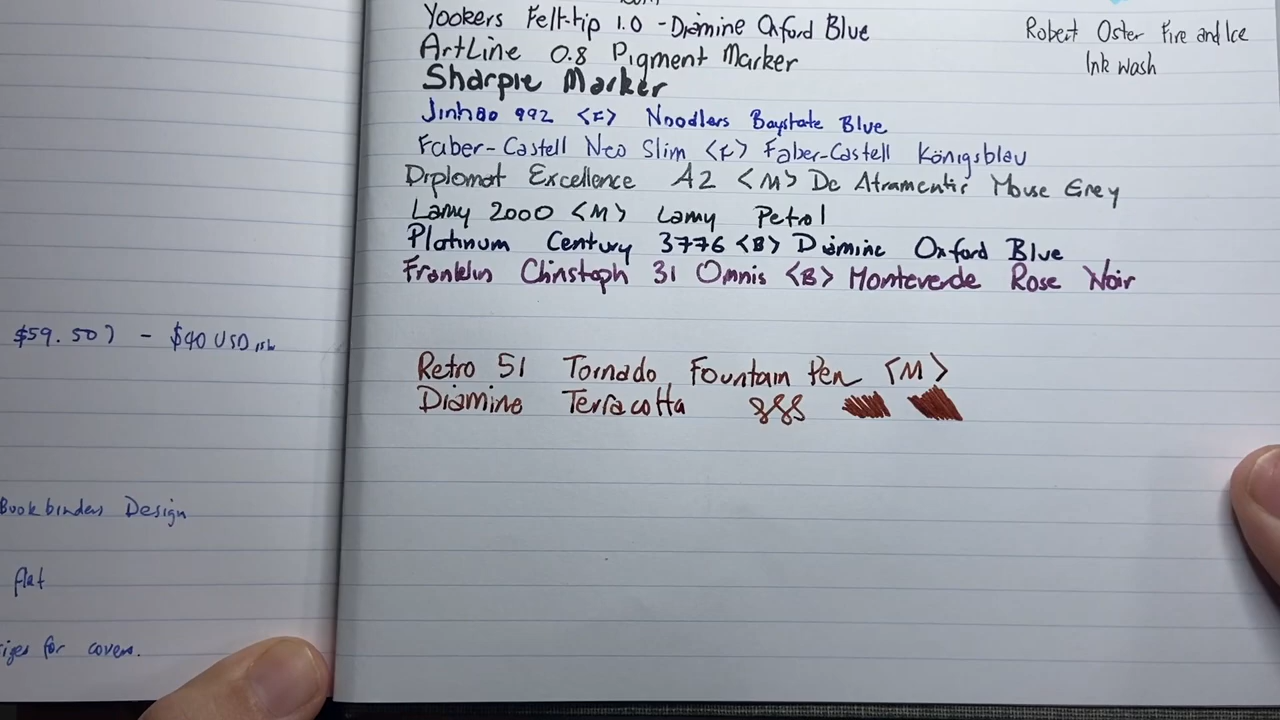 $59.50) - $40 USD ish
Bookbinders Design
flat
sizes for covers.
Yookers Felt-tip 1.0 - Diamine Oxford Blue
ArtLine 0.8 Pigment Marker
Sharpie Marker
Jinhao 992 <F> Noodlers Baystate Blue
Faber-Castell Neo Slim <F> Faber-Castell Königsblau
Diplomat Excellence A2 <M> De Atramentis Mouse Grey
Lamy 2000 <M> Lamy Petrol
Platinum Century 3776 <B> Diamine Oxford Blue
Franklin Christoph 31 Omnis <B> Monteverde Rose Noir
Retro 51 Tornado Fountain Pen <M>
Diamine Terracotta
Robert Oster Fire and Ice
Ink wash